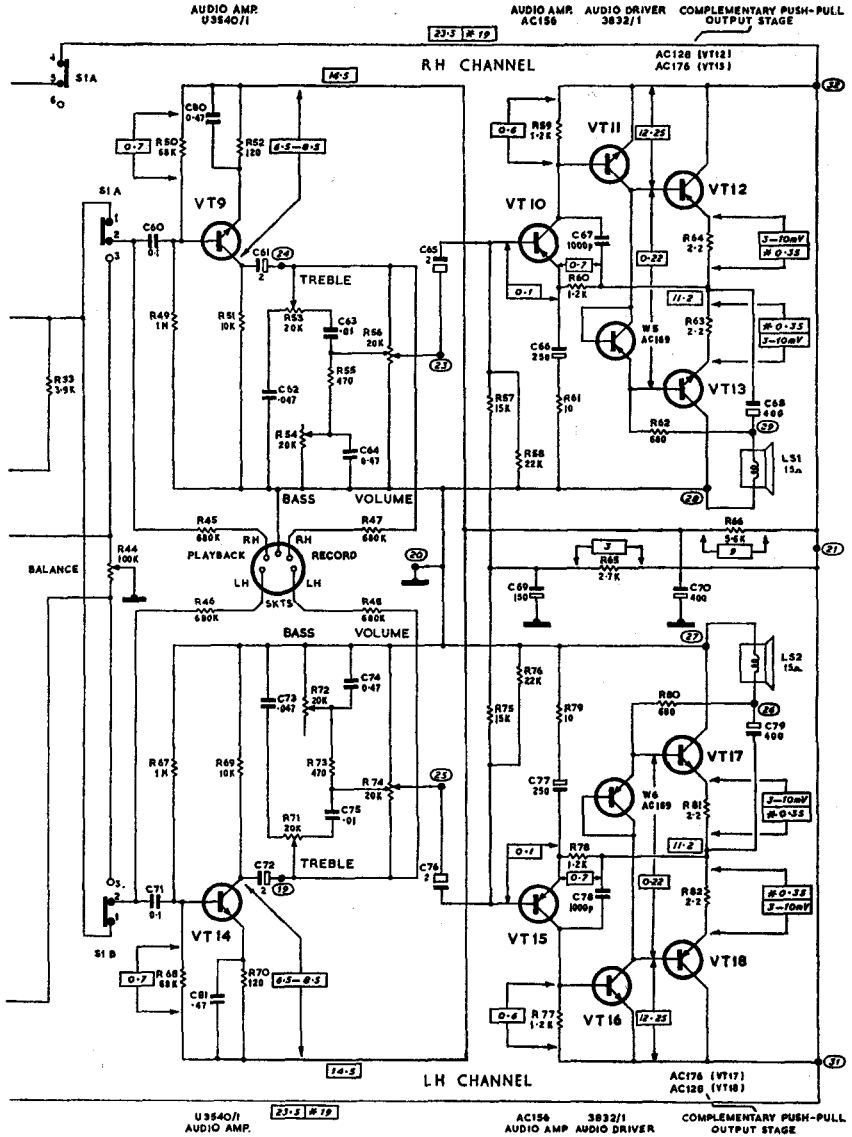 AUDIO AMP.
U3540/1
AUDIO AMP.
AC156
AUDIO DRIVER
3832/1
COMPLEMENTARY PUSH-PULL
OUTPUT STAGE
23·5 # 19
AC128 (VT12)
AC176 (VT13)
RH CHANNEL
4
5
6
S1A
14·5
32
C80
0·47
R50
68K
R52
120
0·7
6·5—8·5
0·6
R59
1·2K
VT11
12·25
S1A
1
2
3
C60
0·1
VT9
VT10
VT12
C61
2
24
C65
2
C67
1000p
R64
2·2
3—10mV
# 0·35
TREBLE
0·7
R60
1·2K
0·22
0·1
11·2
R49
1M
R51
10K
R53
20K
C63
·01
R56
20K
23
C66
250
W5
AC169
R63
2·2
# 0·35
3—10mV
R33
3·9K
C62
·047
R55
470
R57
15K
R61
10
VT13
C68
400
R54
20K
C64
0·47
R58
22K
R62
680
29
LS1
15Ω
BASS
VOLUME
28
R45
680K
R47
680K
RH
RH
PLAYBACK
RECORD
LH
LH
SKTS
20
R66
5·6K
9
21
R44
100K
BALANCE
3
R65
2·7K
C69
150
C70
400
R46
680K
R48
680K
BASS
VOLUME
27
LS2
15Ω
C73
·047
R72
20K
C74
0·47
R76
22K
R75
15K
R79
10
R80
680
26
C79
400
R67
1M
R69
10K
R73
470
R74
20K
25
C77
250
VT17
W6
AC169
R71
20K
C75
·01
R81
2·2
3—10mV
# 0·35
TREBLE
0·1
R78
1·2K
11·2
C72
2
19
C76
2
0·7
C78
1000p
0·22
R82
2·2
# 0·35
3—10mV
3
2
1
C71
0·1
VT14
VT15
VT18
S1B
R68
68K
0·7
C81
·47
R70
120
6·5—8·5
0·6
R77
1·2K
VT16
12·25
31
14·5
LH CHANNEL
AC176 (VT17)
AC128 (VT18)
23·5 # 19
U3540/1
AUDIO AMP.
AC156
AUDIO AMP
3832/1
AUDIO DRIVER
COMPLEMENTARY PUSH-PULL
OUTPUT STAGE